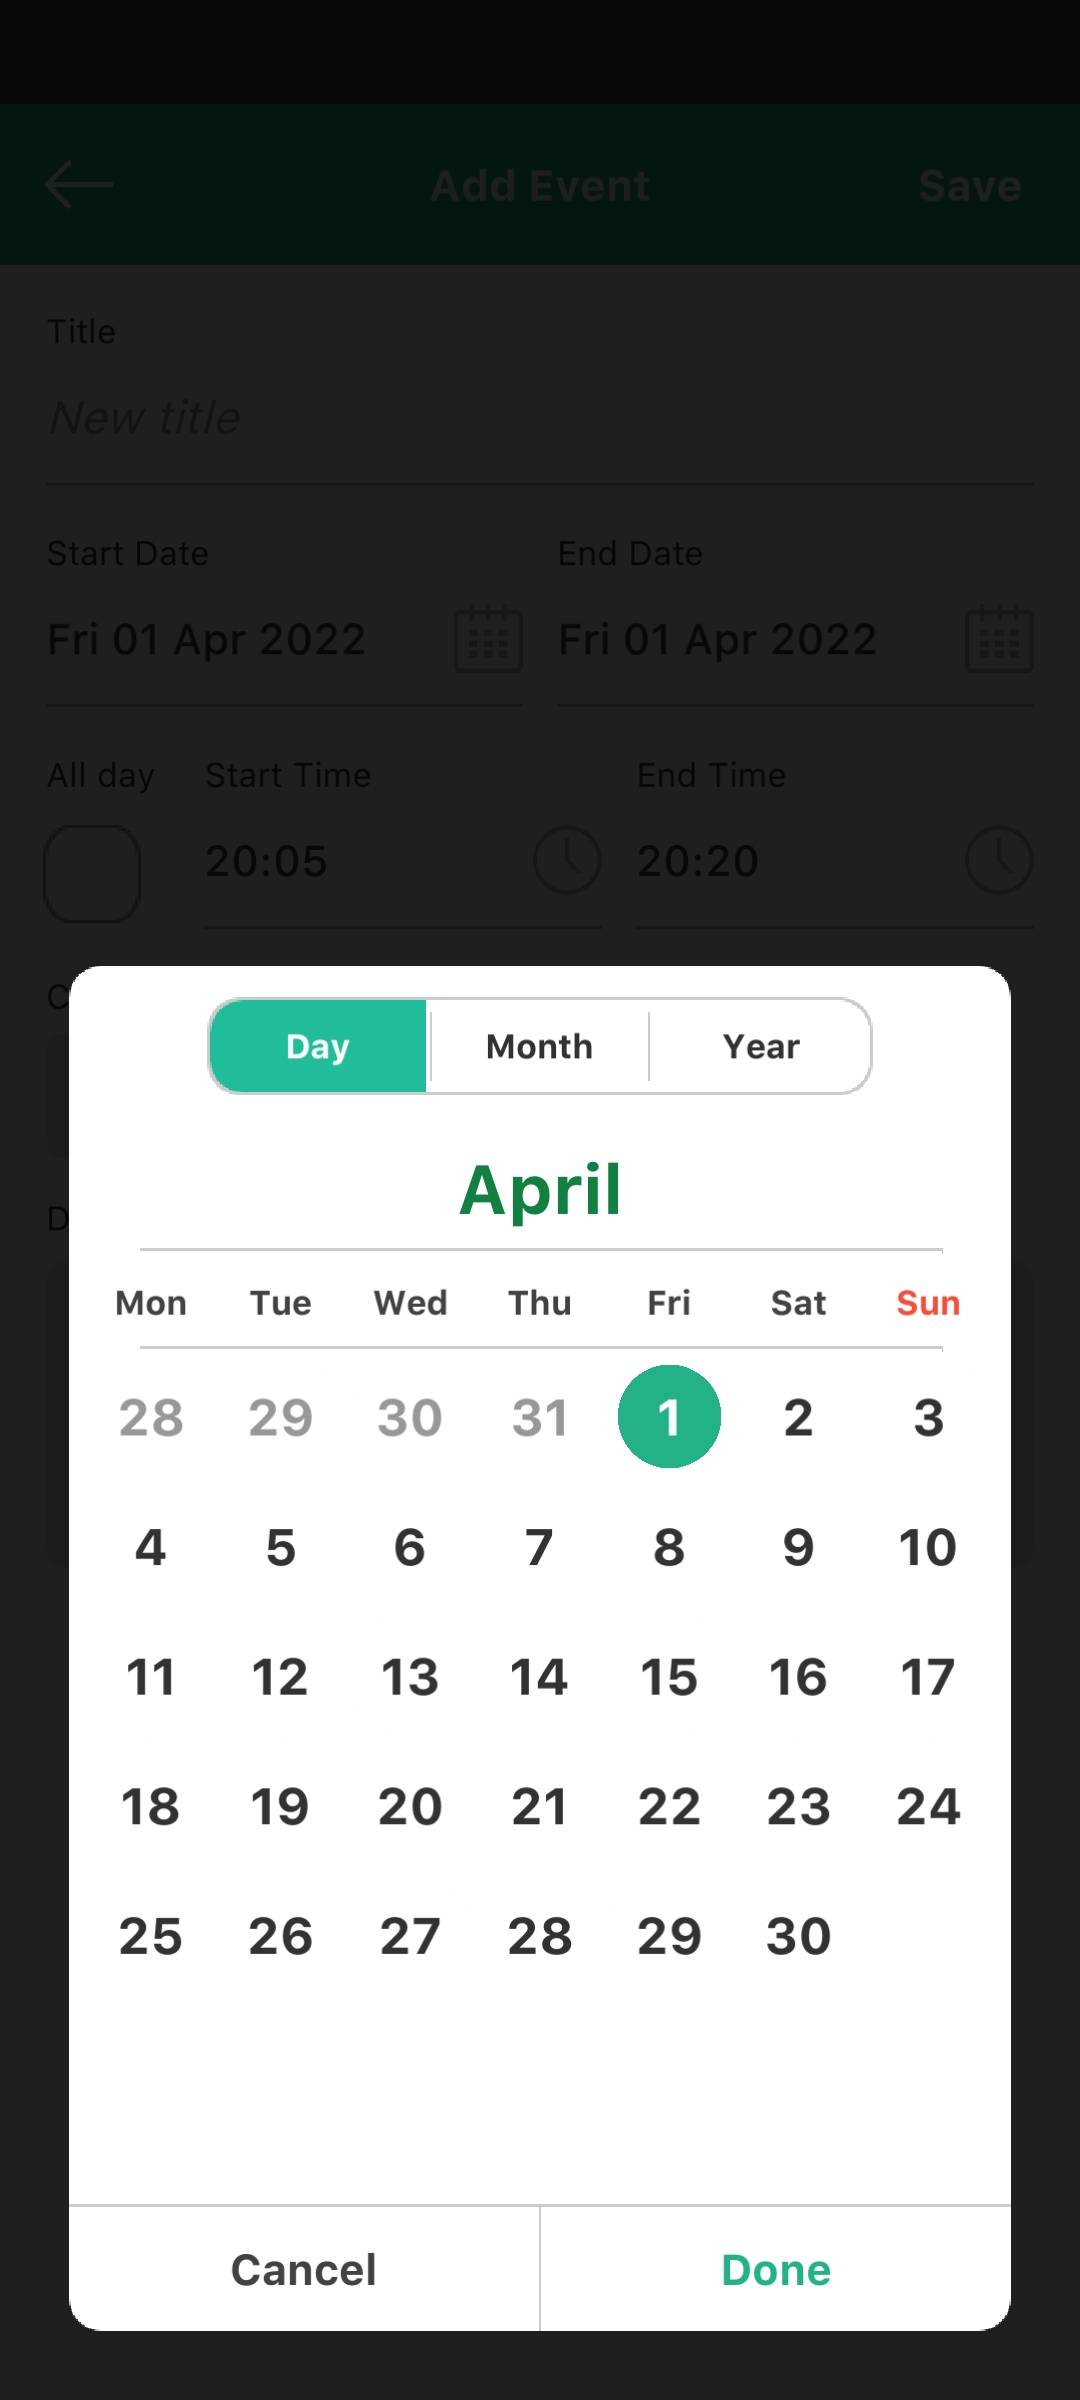 Add Event Save
Title
New title
Start Date End Date
Fri 01 Apr 2022 Fri 01 Apr 2022
All day Start Time End Time
20:05 20:20
C
D
Day Month Year
April
Mon Tue Wed Thu Fri Sat Sun
28 29 30 31 1 2 3
4 5 6 7 8 9 10
11 12 13 14 15 16 17
18 19 20 21 22 23 24
25 26 27 28 29 30
Cancel Done